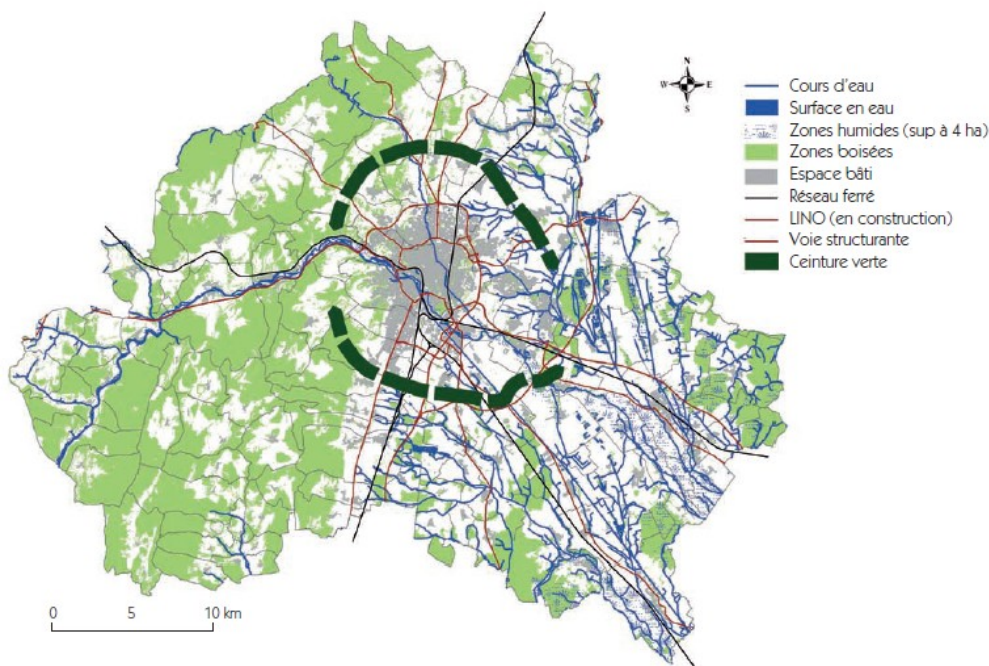 N
W E
S
Cours d'eau
Surface en eau
Zones humides (sup à 4 ha)
Zones boisées
Espace bâti
Réseau ferré
LINO (en construction)
Voie structurante
Ceinture verte
0 5 10 km